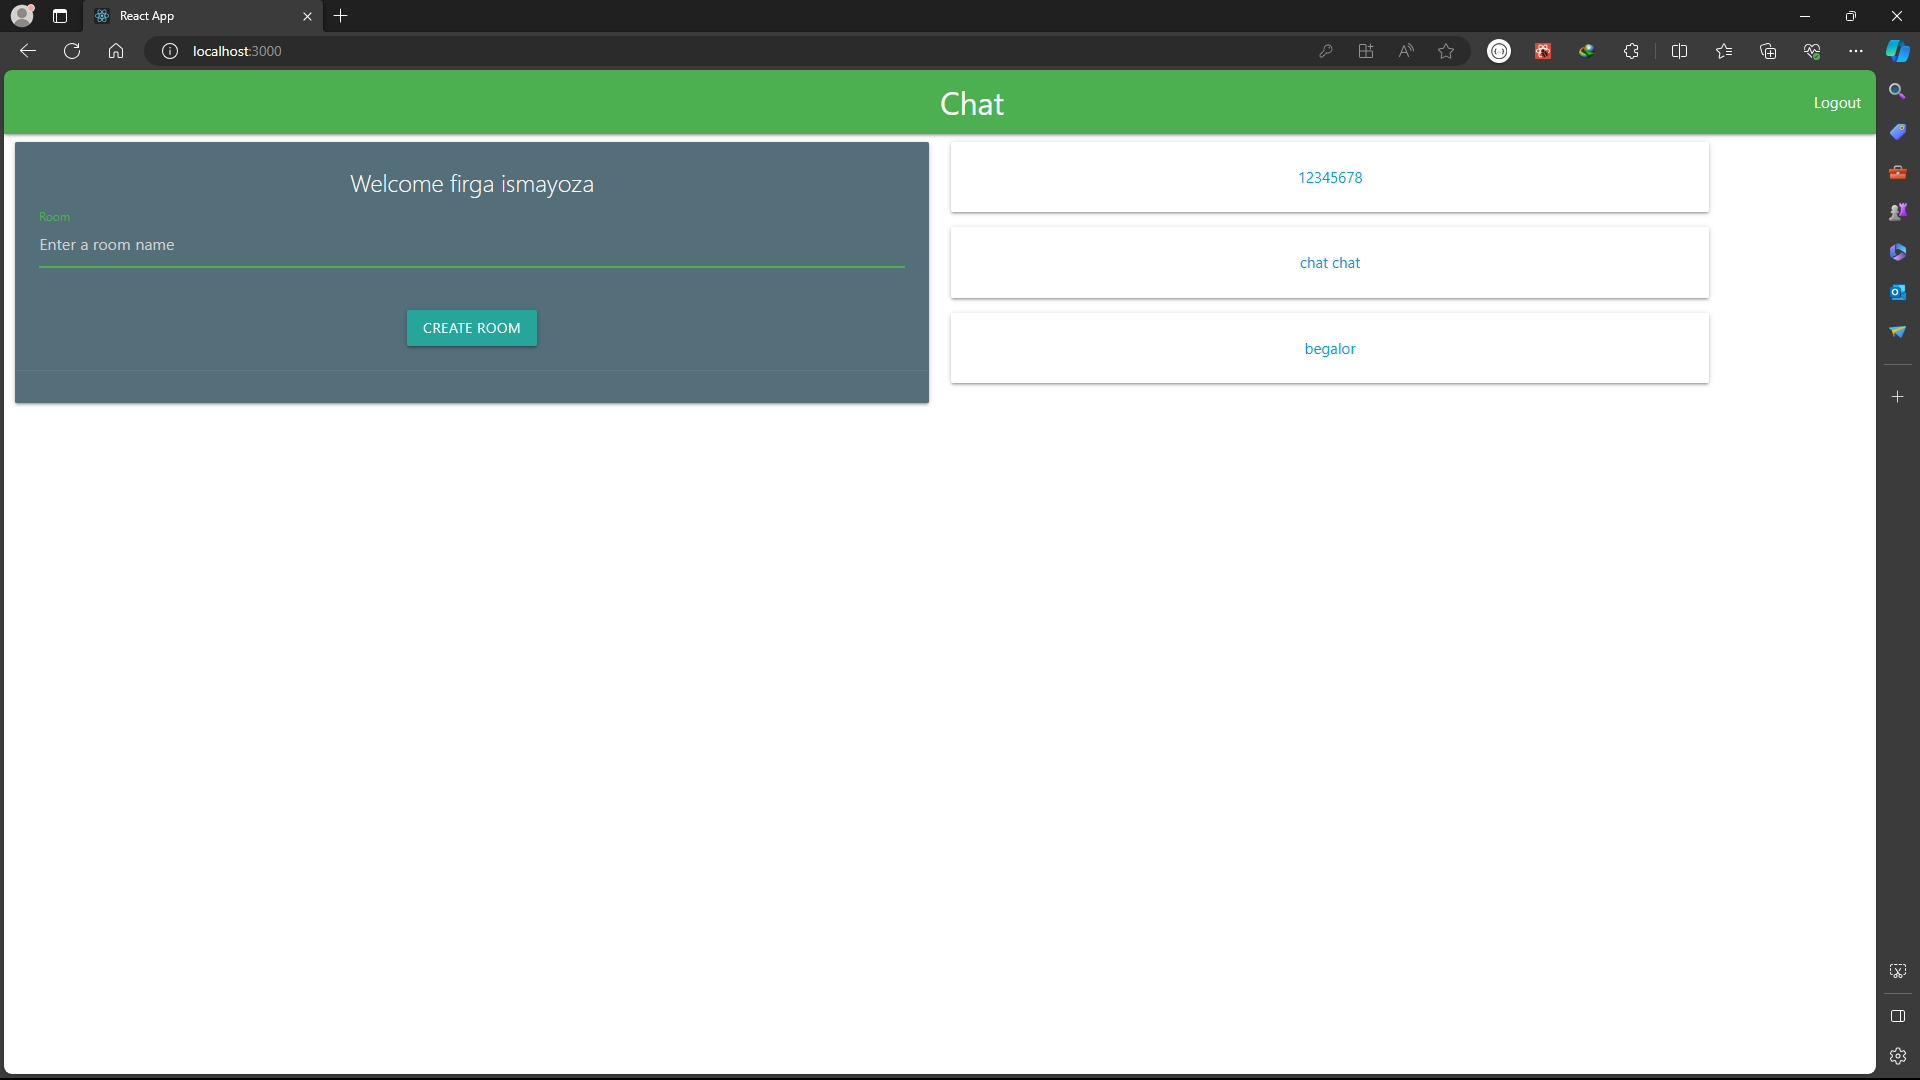 React App
localhost:3000
Chat
Logout
Welcome firga ismayoza
Room
Enter a room name
CREATE ROOM
12345678
chat chat
begalor